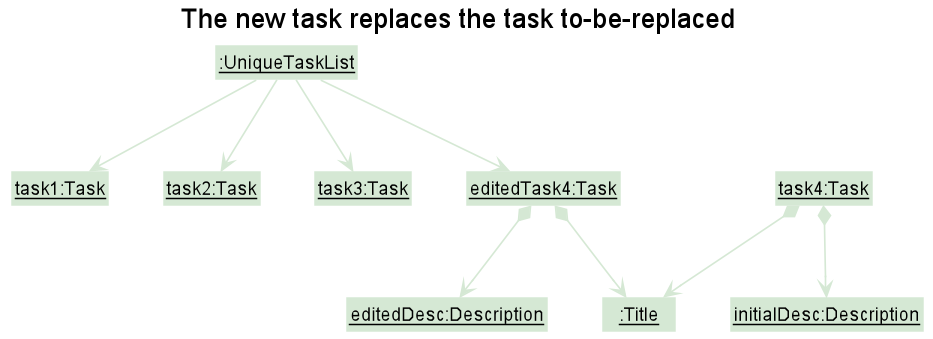 The new task replaces the task to-be-replaced
:UniqueTaskList
task1:Task
task2:Task
task3:Task
editedTask4:Task
task4:Task
editedDesc:Description
:Title
initialDesc:Description